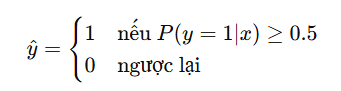 ŷ = { 1 nếu P(y = 1|x) ≥ 0.5
0 ngược lại